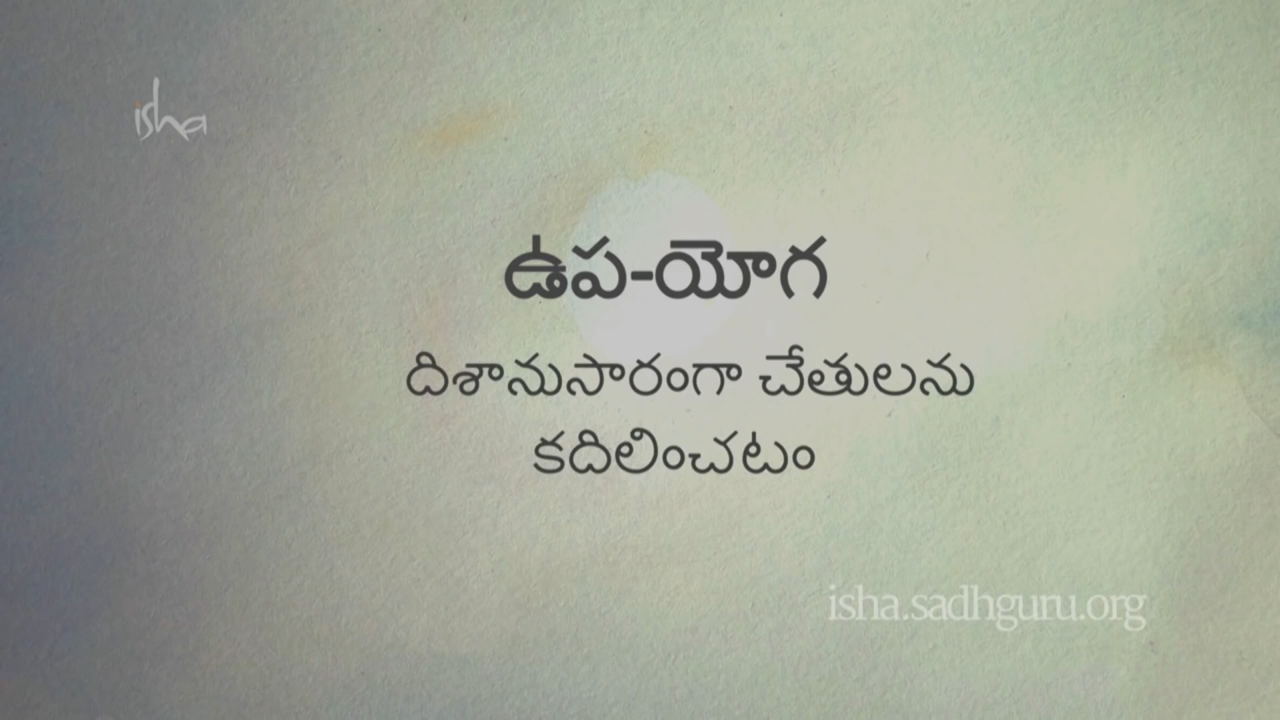 isha
ఉప-యోగ
దిశానుసారంగా చేతులను
కదిలించటం
isha.sadhguru.org